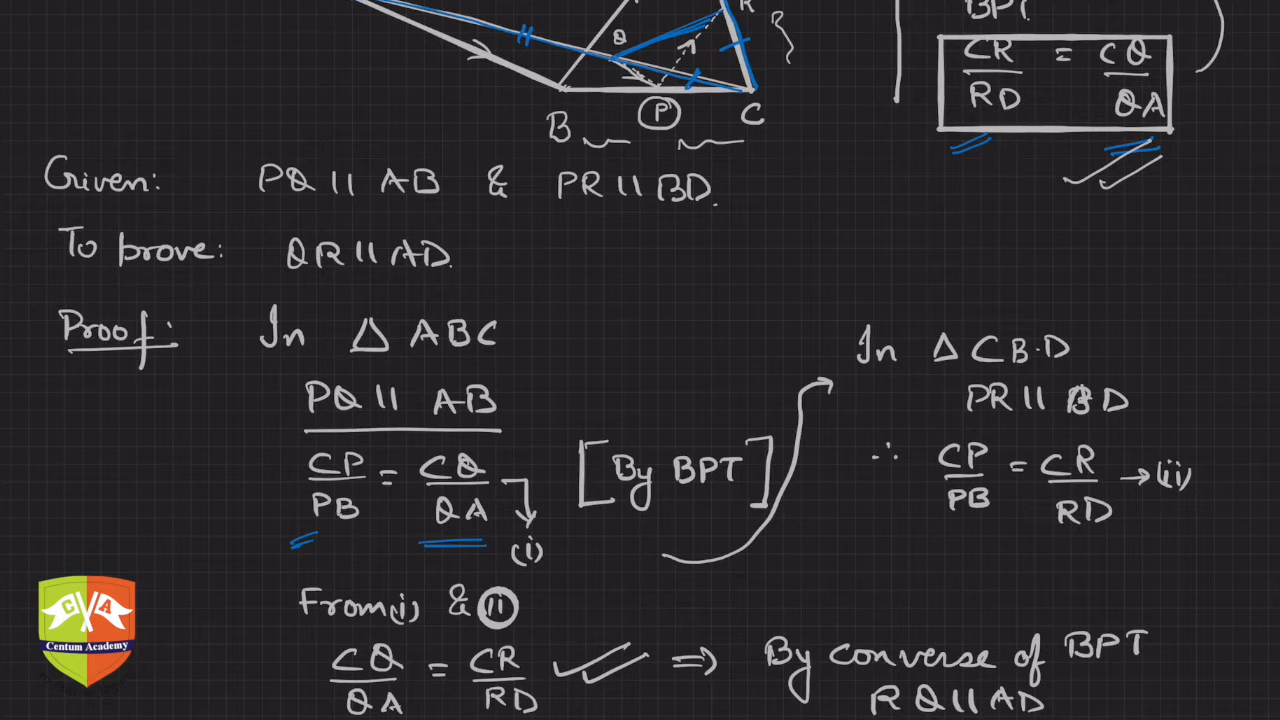 R
BPT
Q
B P C
CR/RD = CQ/QA
Given: PQ || AB & PR || BD.
To prove: QR || AD.
Proof: In Δ ABC
PQ || AB
CP/PB = CQ/QA → (i) [By BPT]
In Δ CBD
PR || BD
∴ CP/PB = CR/RD → (ii)
From (i) & (ii)
CQ/QA = CR/RD ⇒ By converse of BPT
RQ || AD
C A
Centum Academy